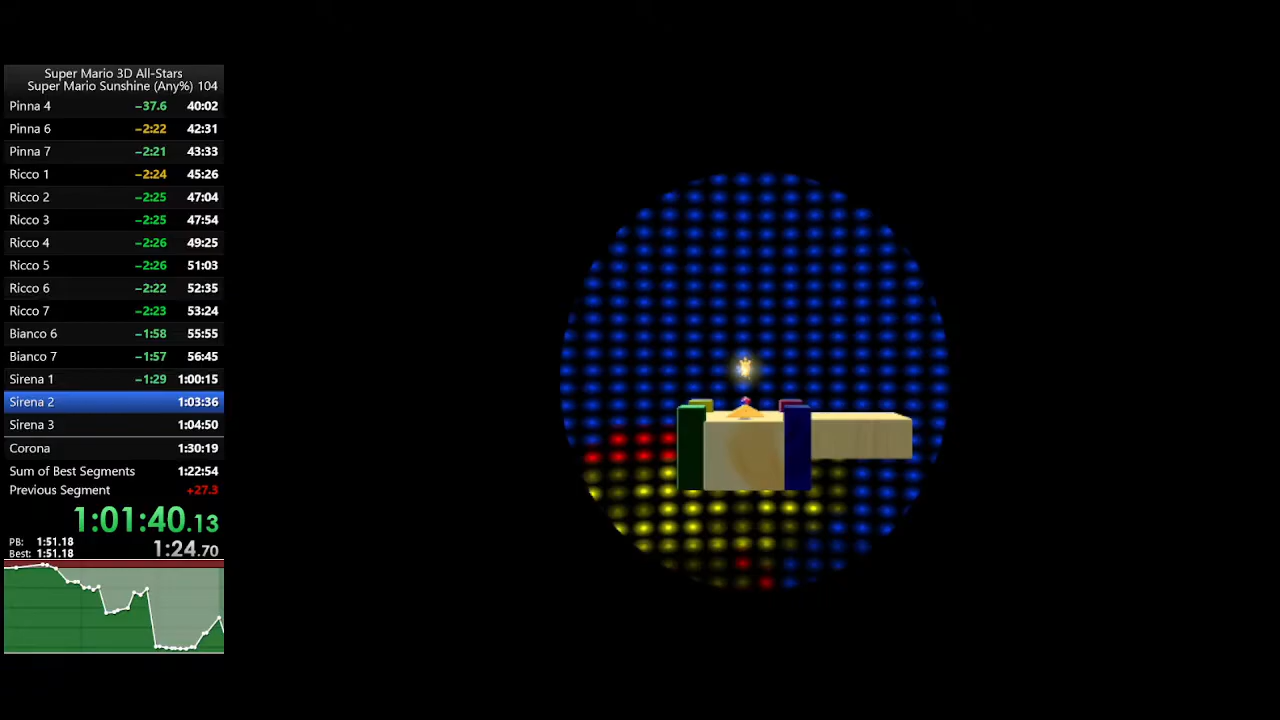 Super Mario 3D All-Stars
Super Mario Sunshine (Any%) 104
Pinna 4 −37.6 40:02
Pinna 6 −2:22 42:31
Pinna 7 −2:21 43:33
Ricco 1 −2:24 45:26
Ricco 2 −2:25 47:04
Ricco 3 −2:25 47:54
Ricco 4 −2:26 49:25
Ricco 5 −2:26 51:03
Ricco 6 −2:22 52:35
Ricco 7 −2:23 53:24
Bianco 6 −1:58 55:55
Bianco 7 −1:57 56:45
Sirena 1 −1:29 1:00:15
Sirena 2 1:03:36
Sirena 3 1:04:50
Corona 1:30:19
Sum of Best Segments 1:22:54
Previous Segment +27.3
1:01:40.13
PB: 1:51.18
Best: 1:51.18
1:24.70